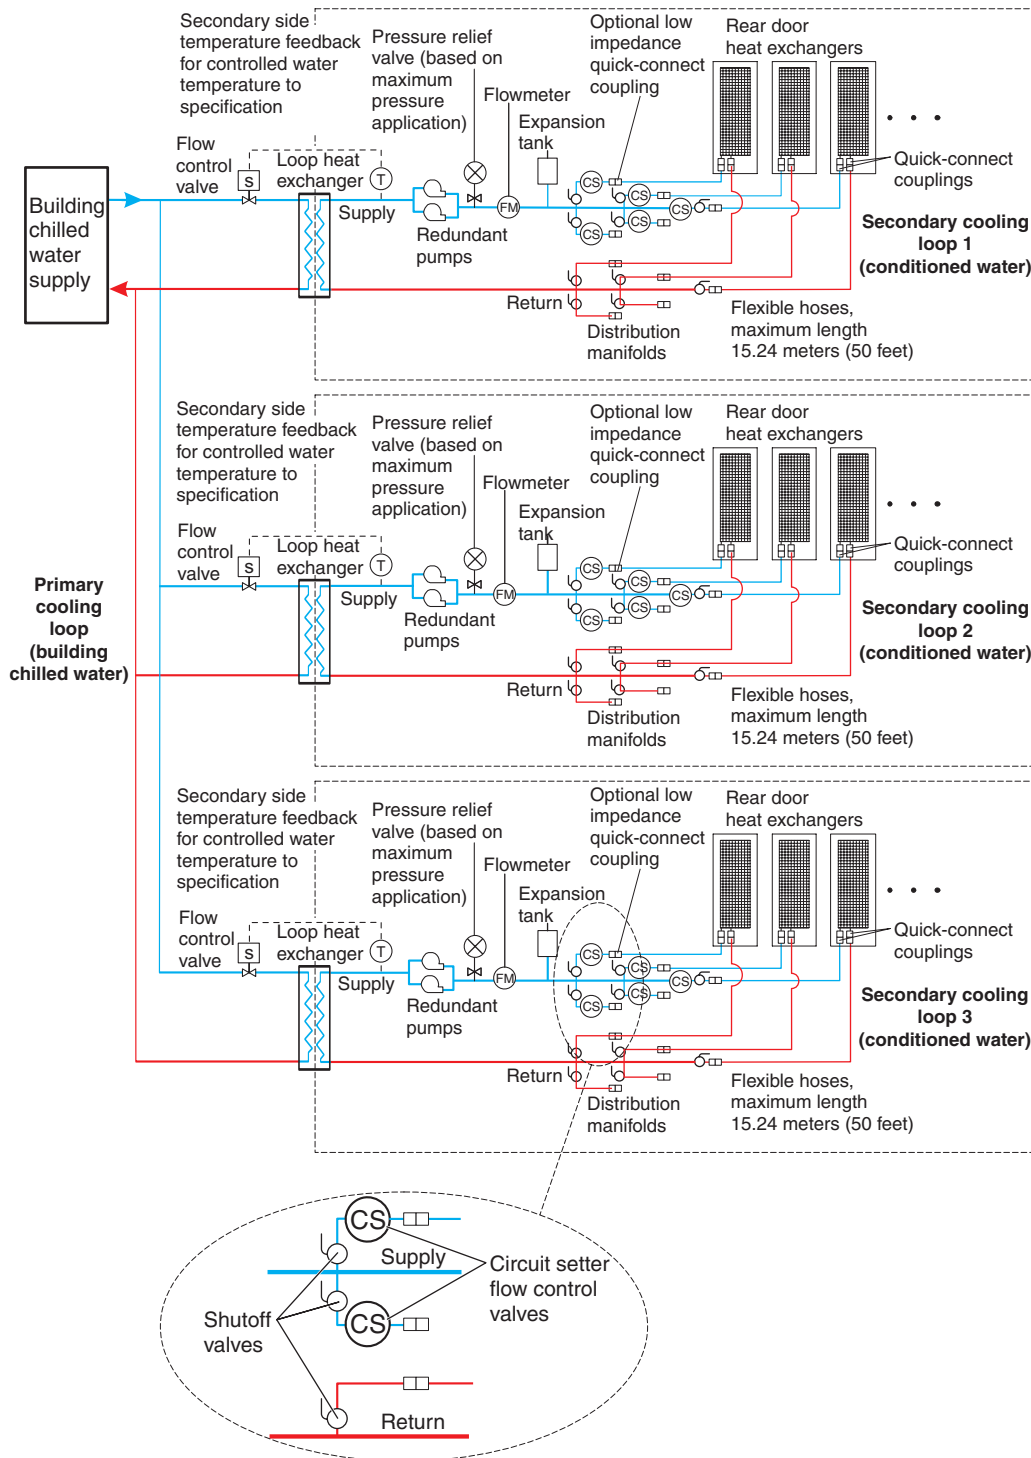 Secondary side
temperature feedback
for controlled water
temperature to
specification
Pressure relief
valve (based on
maximum
pressure
application)
Flowmeter
Optional low
impedance
quick-connect
coupling
Rear door
heat exchangers
Expansion
tank
Flow
control
valve
S
Loop heat
exchanger
T
Supply
Redundant
pumps
FM
CS
CS
CS
CS
CS
Quick-connect
couplings
Building
chilled
water
supply
Secondary cooling
loop 1
(conditioned water)
Return
Distribution
manifolds
Flexible hoses,
maximum length
15.24 meters (50 feet)
Primary
cooling
loop
(building
chilled water)
Secondary side
temperature feedback
for controlled water
temperature to
specification
Pressure relief
valve (based on
maximum
pressure
application)
Flowmeter
Optional low
impedance
quick-connect
coupling
Rear door
heat exchangers
Expansion
tank
Flow
control
valve
S
Loop heat
exchanger
T
Supply
Redundant
pumps
FM
CS
CS
CS
CS
CS
Quick-connect
couplings
Secondary cooling
loop 2
(conditioned water)
Return
Distribution
manifolds
Flexible hoses,
maximum length
15.24 meters (50 feet)
Secondary side
temperature feedback
for controlled water
temperature to
specification
Pressure relief
valve (based on
maximum
pressure
application)
Flowmeter
Optional low
impedance
quick-connect
coupling
Rear door
heat exchangers
Expansion
tank
Flow
control
valve
S
Loop heat
exchanger
T
Supply
Redundant
pumps
FM
CS
CS
CS
CS
CS
Quick-connect
couplings
Secondary cooling
loop 3
(conditioned water)
Return
Distribution
manifolds
Flexible hoses,
maximum length
15.24 meters (50 feet)
CS
Supply
CS
Circuit setter
flow control
valves
Shutoff
valves
Return